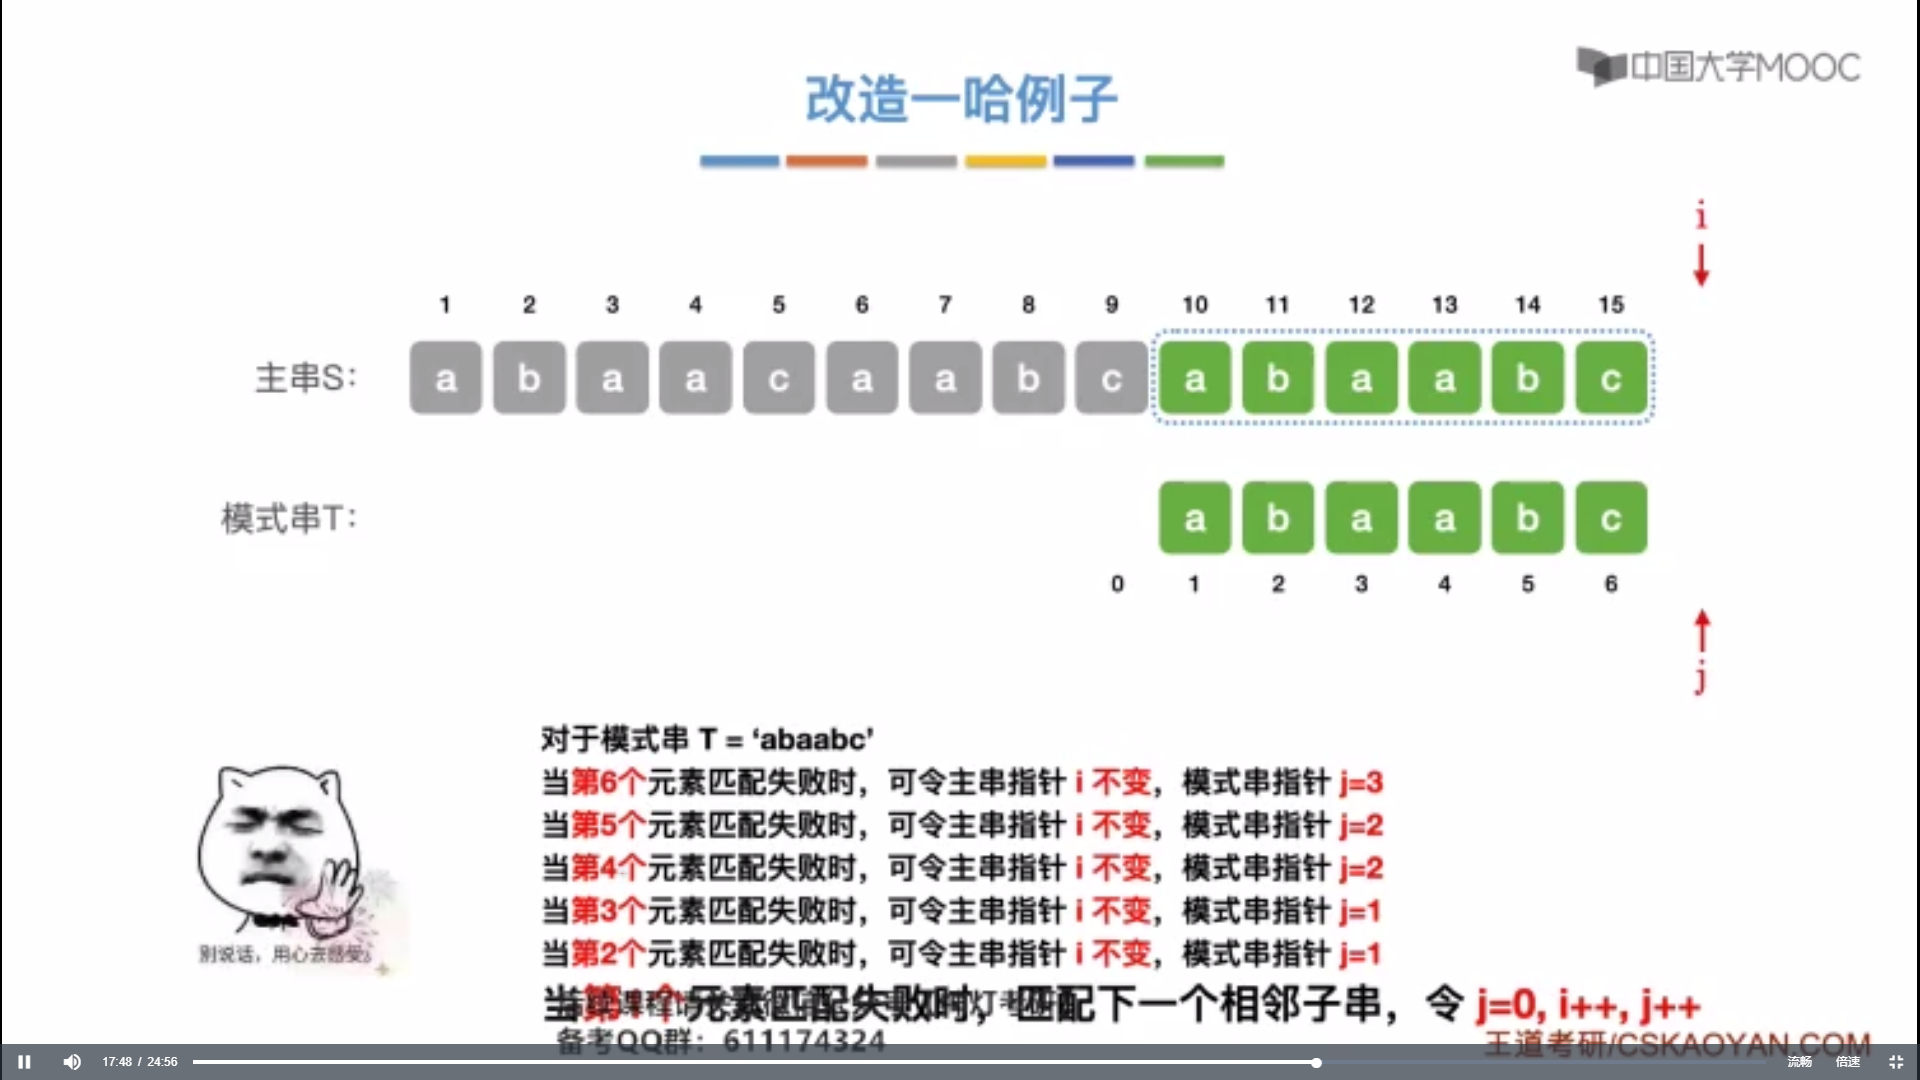 中国大学MOOC
改造一哈例子
i
1 2 3 4 5 6 7 8 9 10 11 12 13 14 15
主串S： a b a a c a a b c a b a a b c
模式串T： a b a a b c
0 1 2 3 4 5 6
j
对于模式串 T = ‘abaabc’
当第6个元素匹配失败时，可令主串指针 i 不变，模式串指针 j=3
当第5个元素匹配失败时，可令主串指针 i 不变，模式串指针 j=2
当第4个元素匹配失败时，可令主串指针 i 不变，模式串指针 j=2
当第3个元素匹配失败时，可令主串指针 i 不变，模式串指针 j=1
当第2个元素匹配失败时，可令主串指针 i 不变，模式串指针 j=1
当第1个元素匹配失败时，匹配下一个相邻子串，令 j=0, i++, j++
别说话，用心去感受
备考QQ群：611174324
王道考研/CSKAOYAN.COM
17:48 / 24:56
流畅 倍速